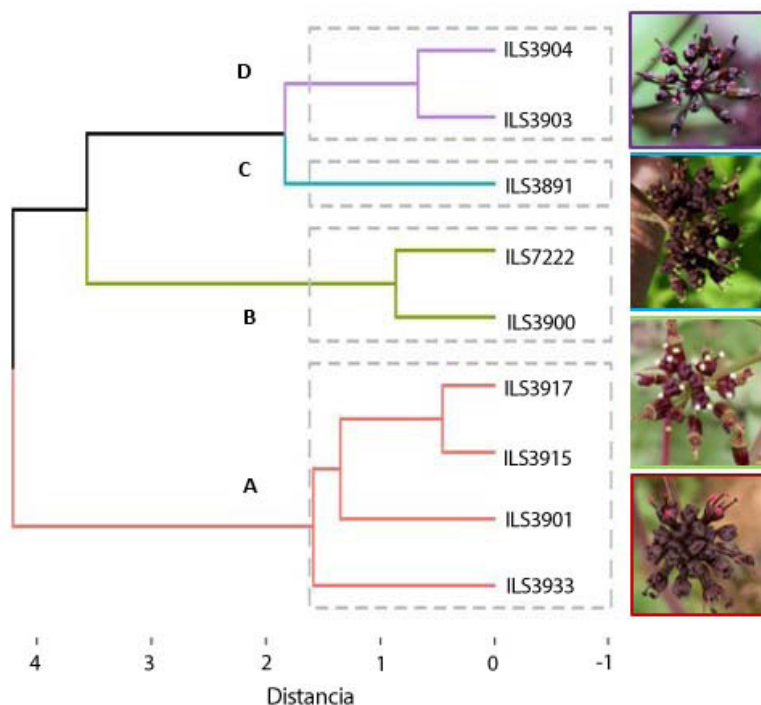 D
ILS3904
ILS3903
C
ILS3891
ILS7222
B
ILS3900
ILS3917
ILS3915
A
ILS3901
ILS3933
4 3 2 1 0 -1
Distancia